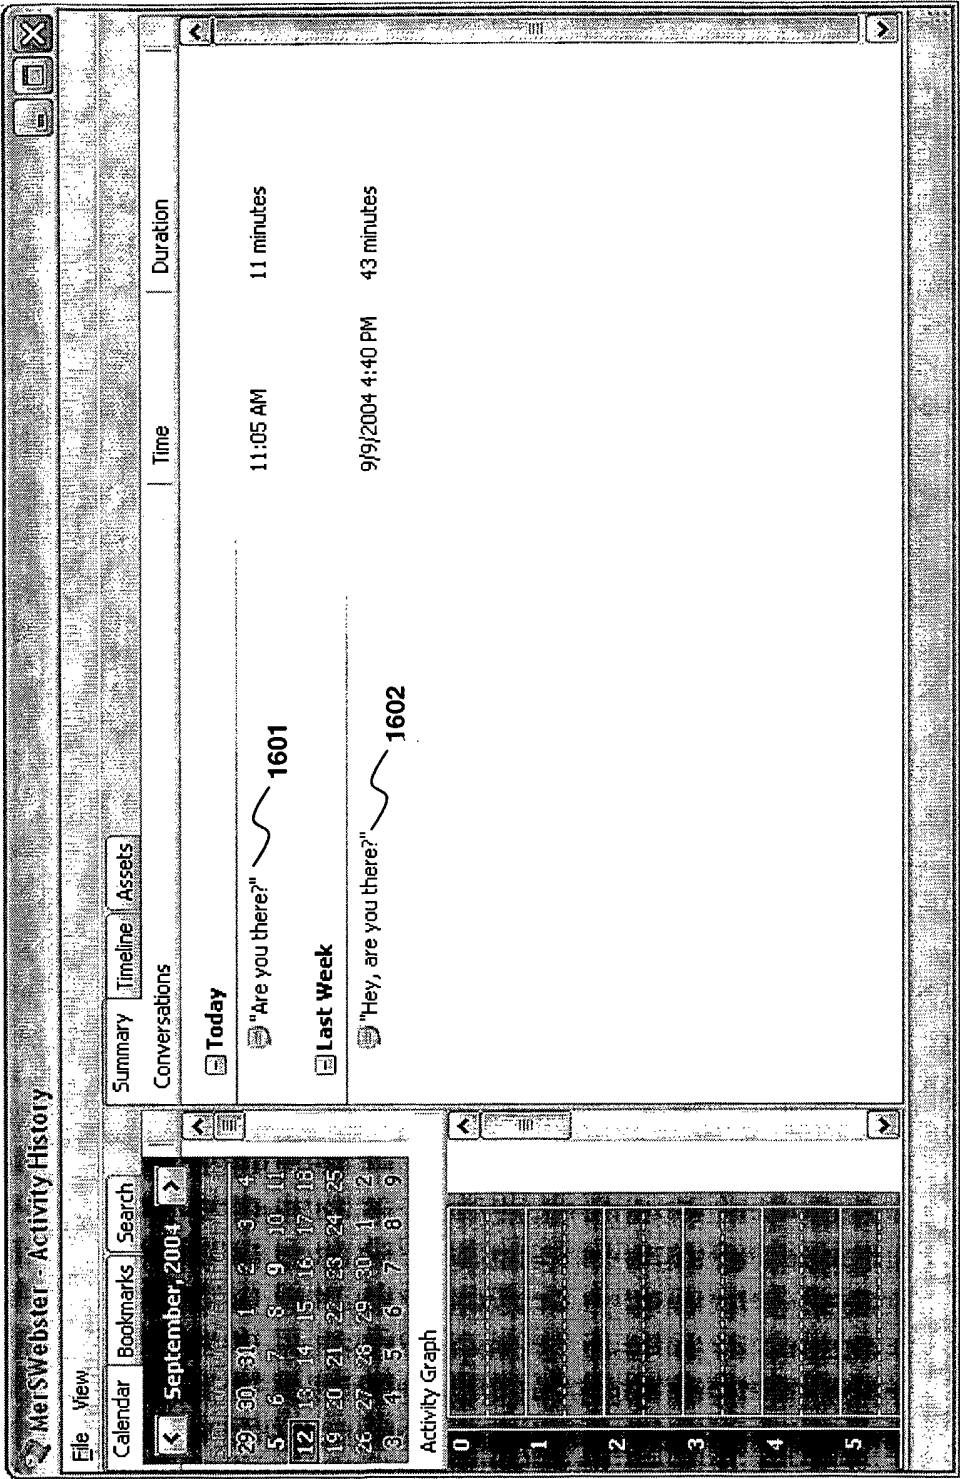 MerSWebster -- Activity History
File View
Calendar Bookmarks Search
September, 2004
29 30 31 1 2 3 4
5 6 7 8 9 10 11
12 13 14 15 16 17 18
19 20 21 22 23 24 25
26 27 28 29 30 1 2
3 4 5 6 7 8 9
Activity Graph
0
1
2
3
4
5
Summary Timeline Assets
Conversations Time Duration
Today
"Are you there?" 11:05 AM 11 minutes
1601
Last Week
"Hey, are you there?" 9/9/2004 4:40 PM 43 minutes
1602